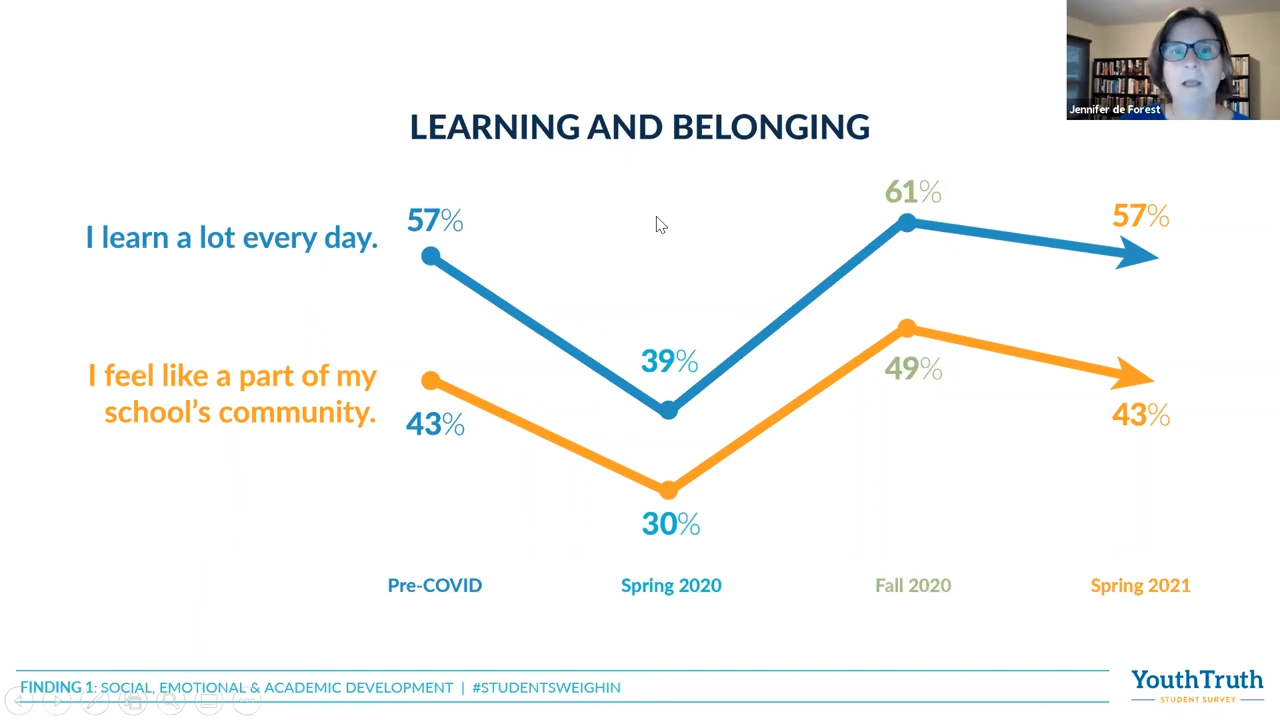 Jennifer de Forest
LEARNING AND BELONGING
I learn a lot every day.
57%
39%
61%
57%
I feel like a part of my
school's community.
43%
30%
49%
43%
Pre-COVID
Spring 2020
Fall 2020
Spring 2021
FINDING 1: SOCIAL, EMOTIONAL & ACADEMIC DEVELOPMENT | #STUDENTSWEIGHIN
YouthTruth
STUDENT SURVEY